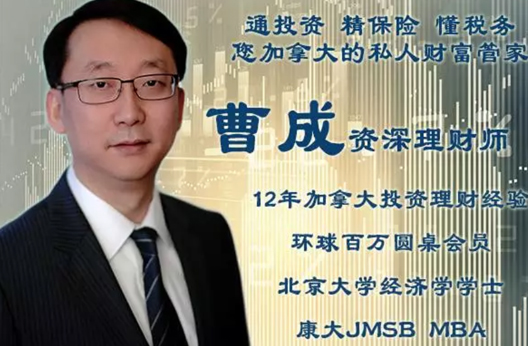 通投资 精保险 懂税务
您加拿大的私人财富管家
曹成 资深理财师
12年加拿大投资理财经验
环球百万圆桌会员
北京大学经济学学士
康大JMSB MBA